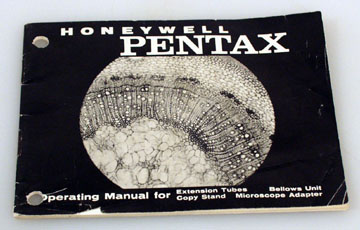 HONEYWELL
PENTAX
Operating Manual for
Extension Tubes Bellows Unit
Copy Stand Microscope Adapter